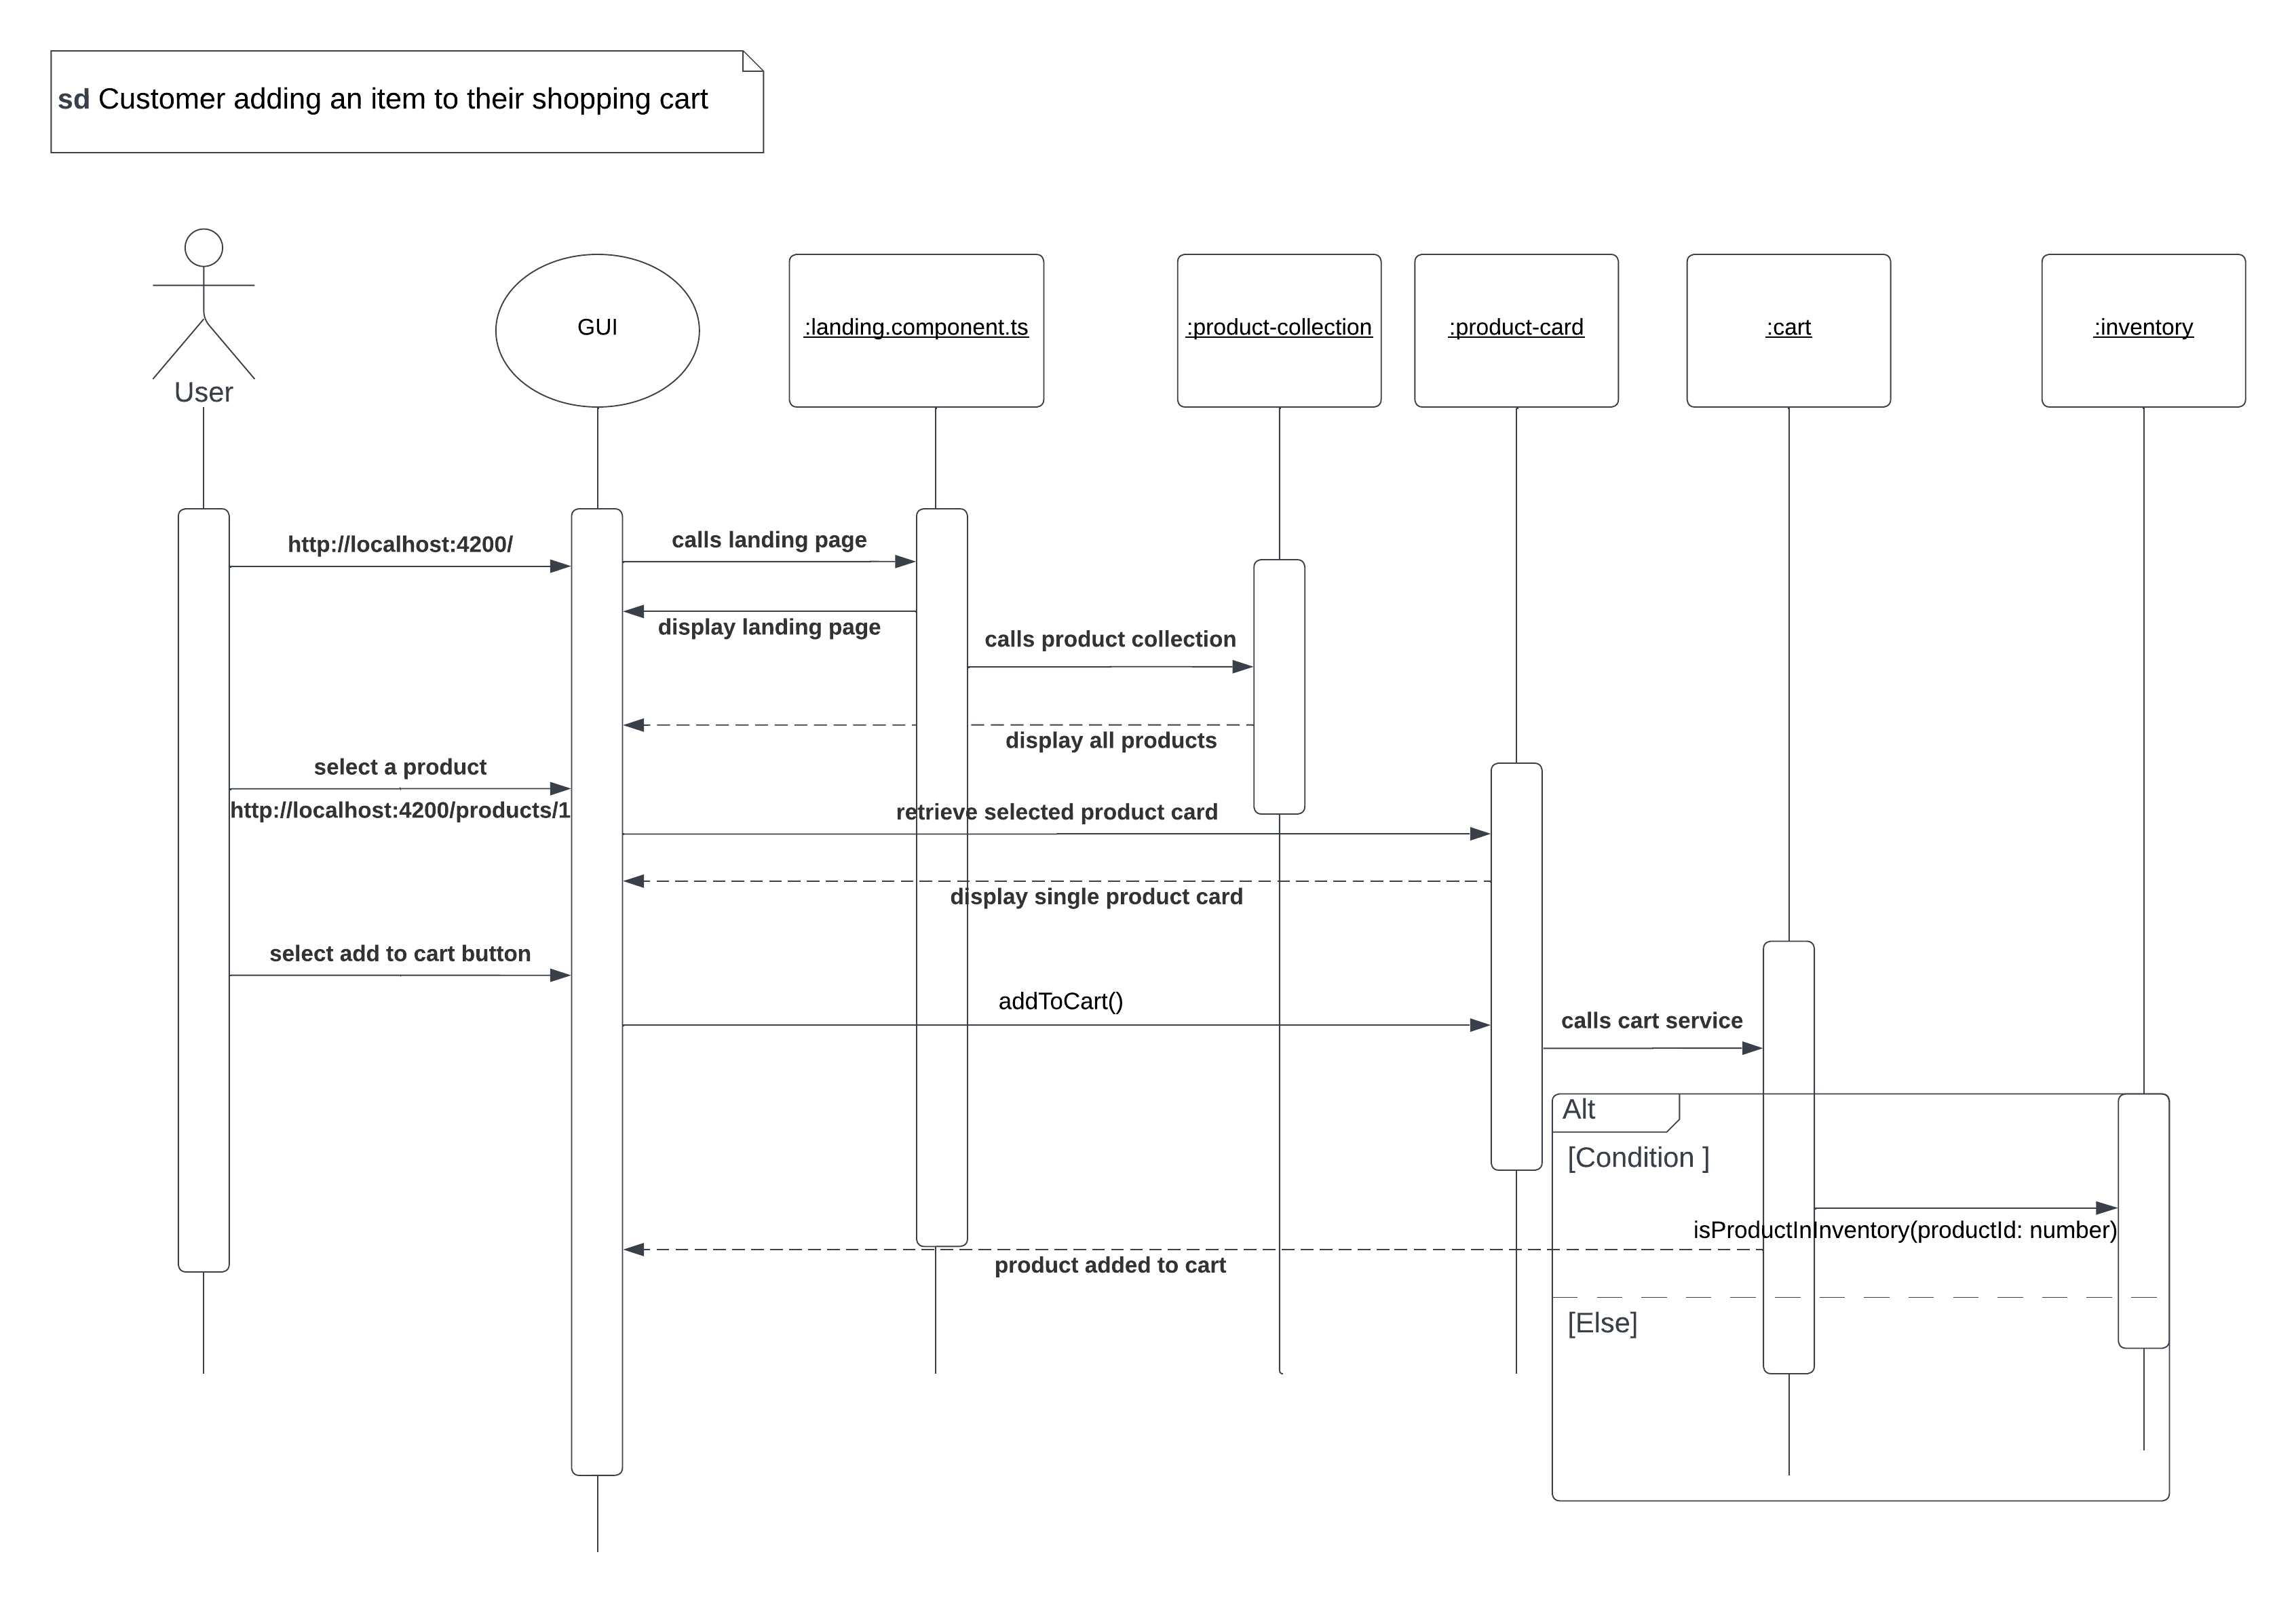 sd Customer adding an item to their shopping cart
User
GUI
:landing.component.ts
:product-collection
:product-card
:cart
:inventory
http://localhost:4200/
calls landing page
display landing page
calls product collection
display all products
select a product
http://localhost:4200/products/1
retrieve selected product card
display single product card
select add to cart button
addToCart()
calls cart service
Alt
[Condition ]
isProductInInventory(productId: number)
product added to cart
[Else]